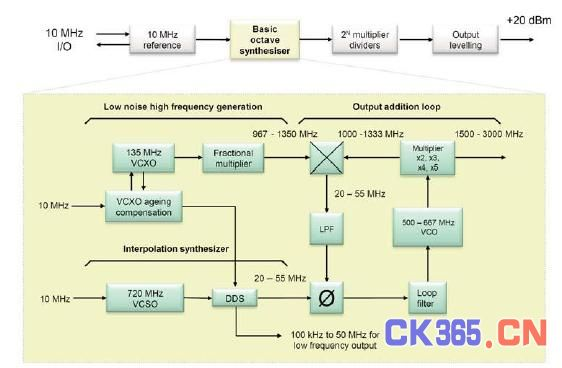 10 MHz
I/O
10 MHz
reference
Basic
octave
synthesiser
2ᴺ multiplier
dividers
Output
levelling
+20 dBm
Low noise high frequency generation
Output addition loop
135 MHz
VCXO
Fractional
multiplier
967 - 1350 MHz
1000 -1333 MHz
Multiplier
x2, x3,
x4, x5
1500 - 3000 MHz
10 MHz
VCXO ageing
compensation
20 – 55 MHz
LPF
500 – 667 MHz
VCO
Interpolation synthesizer
10 MHz
720 MHz
VCSO
DDS
20 – 55 MHz
Ø
Loop
filter
100 kHz to 50 MHz for
low frequency output
CK365.CN